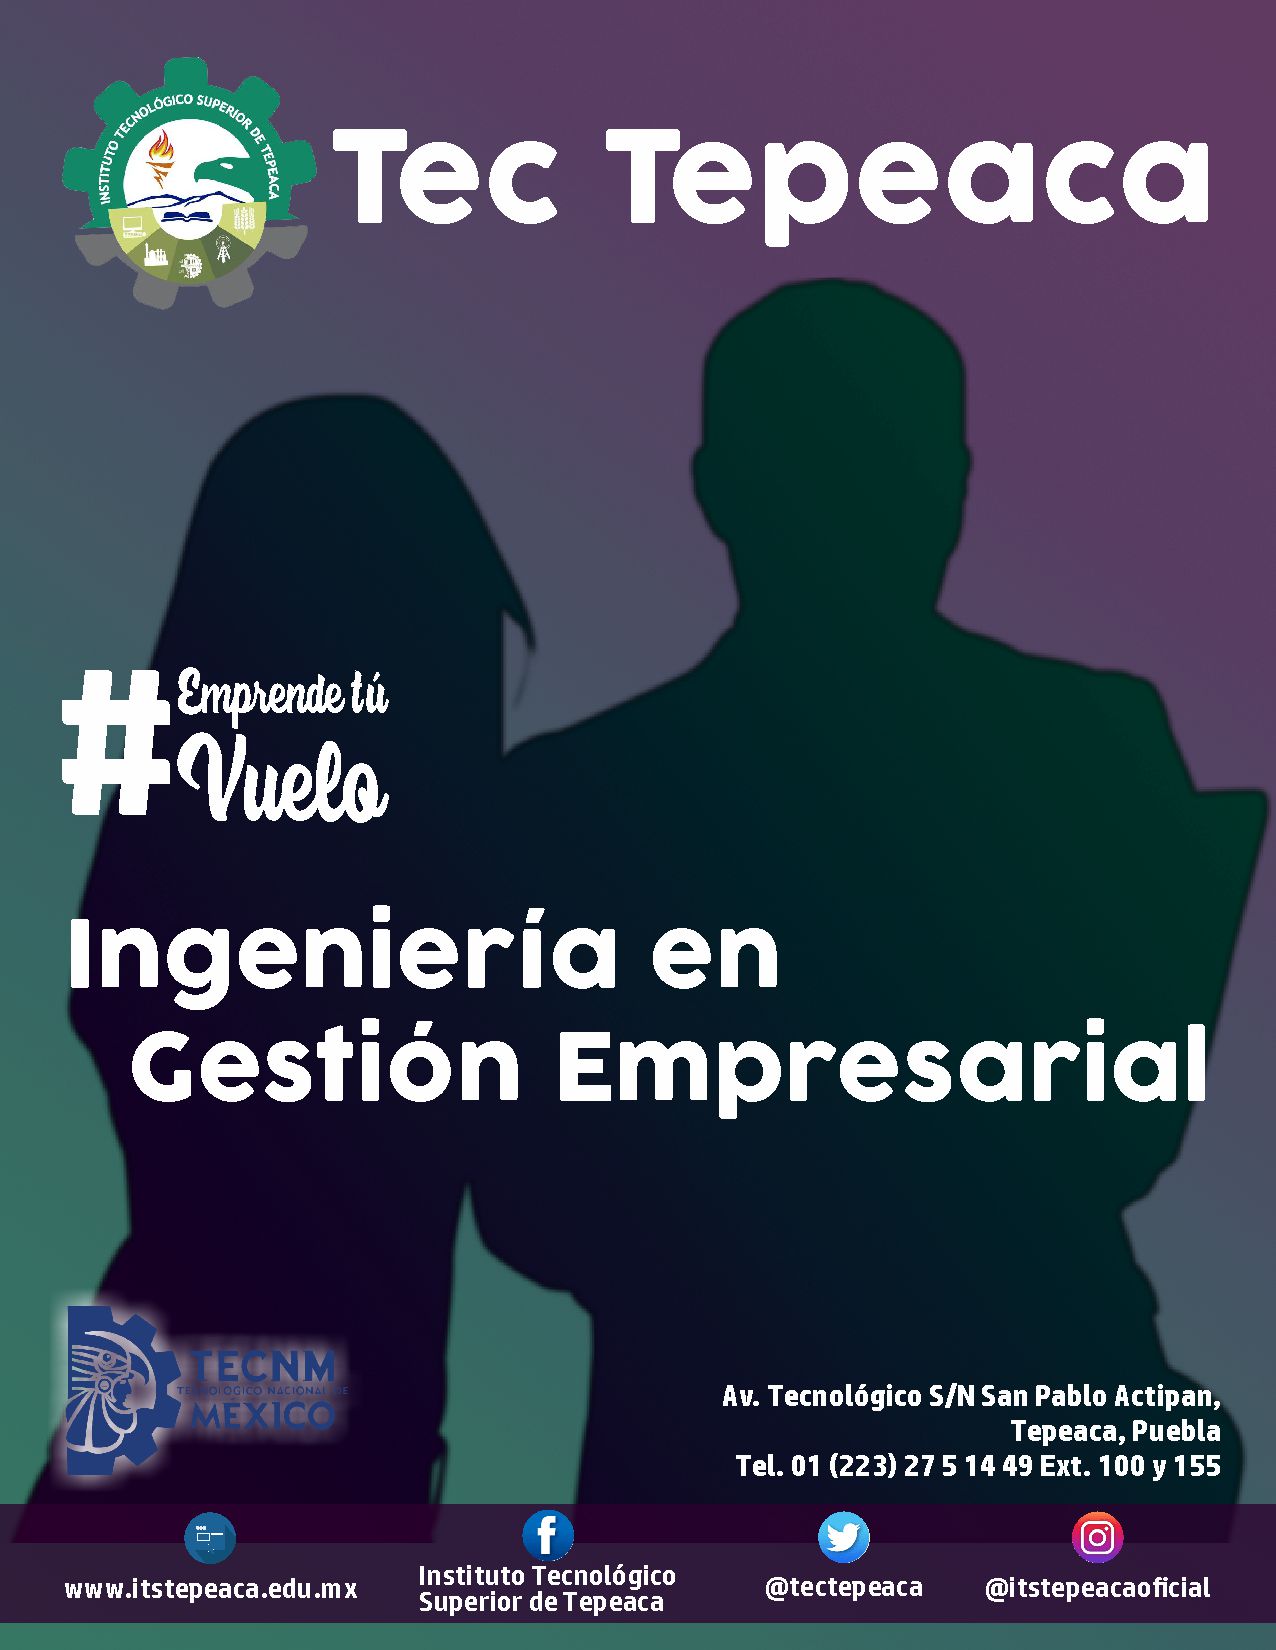 INSTITUTO TECNOLÓGICO SUPERIOR DE TEPEACA
Tec Tepeaca
#Emprende tú
Vuelo
Ingeniería en
Gestión Empresarial
TECNM
TECNOLÓGICO NACIONAL DE
MÉXICO
Av. Tecnológico S/N San Pablo Actipan,
Tepeaca, Puebla
Tel. 01 (223) 27 5 14 49 Ext. 100 y 155
www.itstepeaca.edu.mx
Instituto Tecnológico
Superior de Tepeaca
@tectepeaca
@itstepeacaoficial